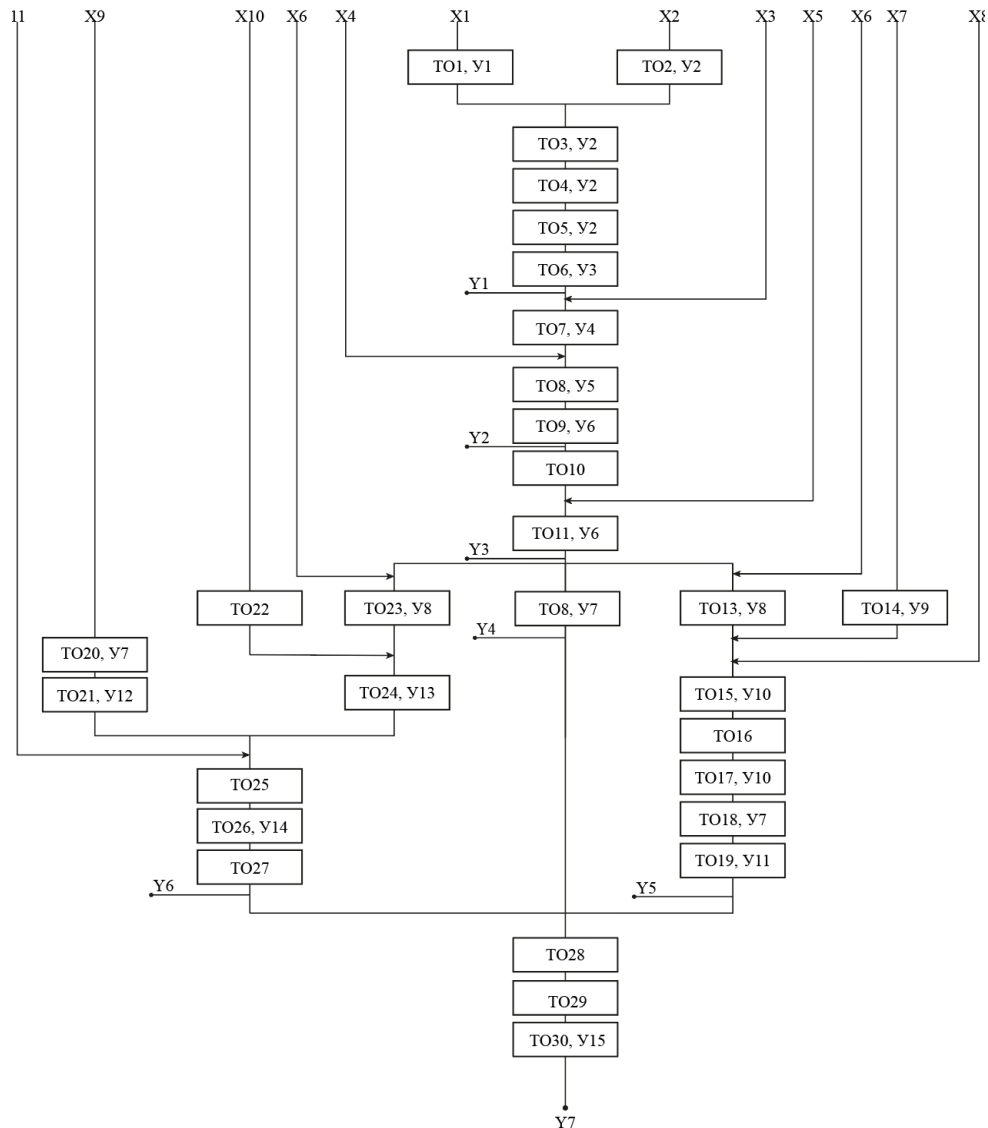 11 X9 X10 X6 X4 X1 X2 X3 X5 X6 X7 X8
ТО1, У1 ТО2, У2
ТО3, У2
ТО4, У2
ТО5, У2
ТО6, У3
Y1
ТО7, У4
ТО8, У5
ТО9, У6
Y2
ТО10
ТО11, У6
Y3
ТО22 ТО23, У8 ТО8, У7 ТО13, У8 ТО14, У9
Y4
ТО20, У7
ТО21, У12 ТО24, У13 ТО15, У10
ТО16
ТО25 ТО17, У10
ТО26, У14 ТО18, У7
ТО27 ТО19, У11
Y6 Y5
ТО28
ТО29
ТО30, У15
Y7